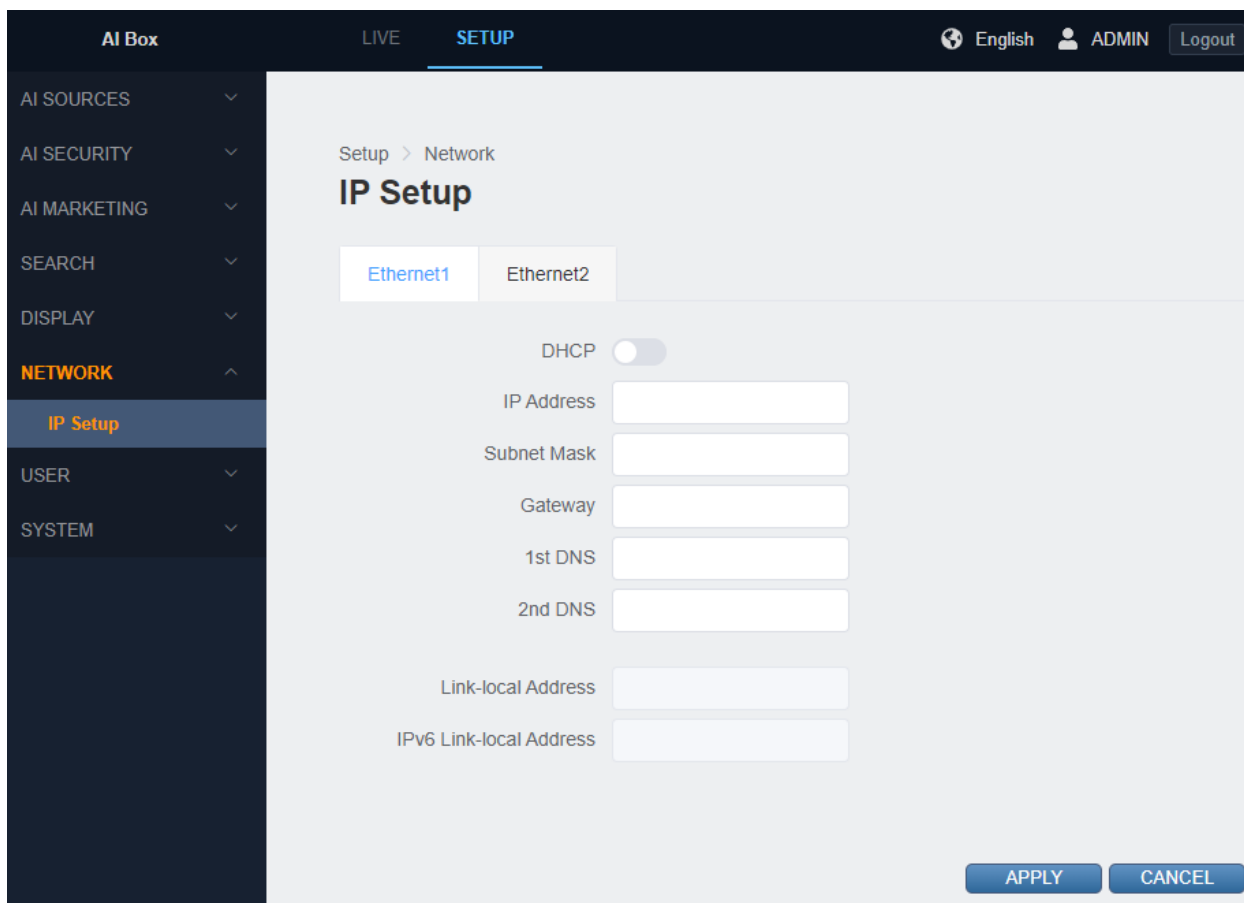 AI Box LIVE SETUP English ADMIN Logout
AI SOURCES
AI SECURITY
AI MARKETING
SEARCH
DISPLAY
NETWORK
IP Setup
USER
SYSTEM
Setup > Network
IP Setup
Ethernet1 Ethernet2
DHCP
IP Address
Subnet Mask
Gateway
1st DNS
2nd DNS
Link-local Address
IPv6 Link-local Address
APPLY CANCEL